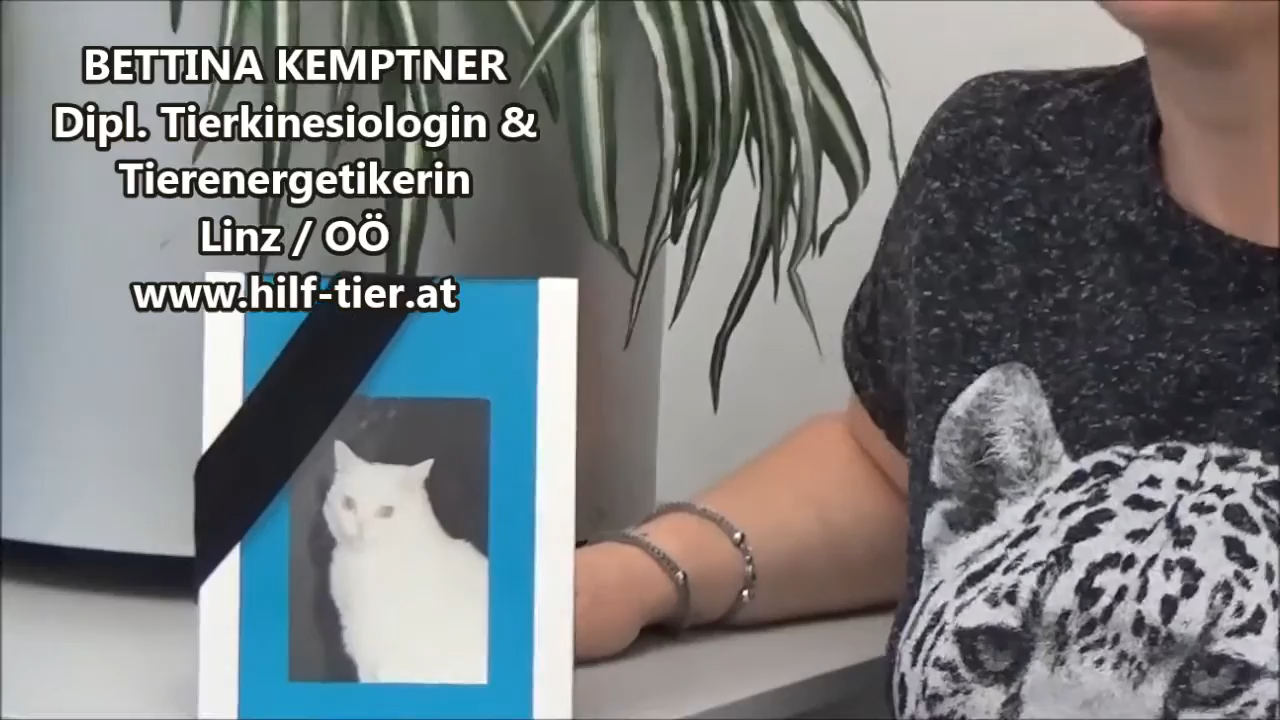 BETTINA KEMPTNER
Dipl. Tierkinesiologin &
Tierenergetikerin
Linz / OÖ
www.hilf-tier.at